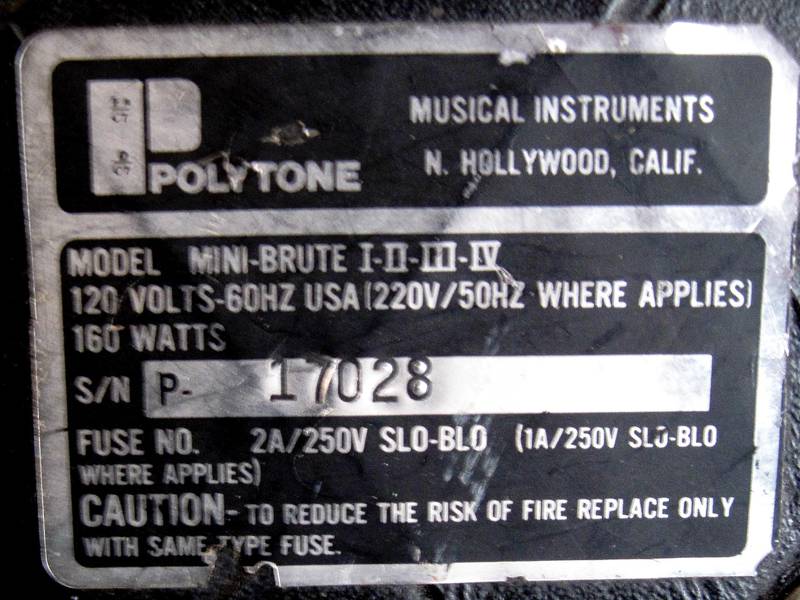 MUSICAL INSTRUMENTS
POLYTONE N. HOLLYWOOD, CALIF.
MODEL MINI-BRUTE I-II-III-IV
120 VOLTS-60HZ USA (220V/50HZ WHERE APPLIES)
160 WATTS
S/N P- 17028
FUSE NO. 2A/250V SLO-BLO (1A/250V SLO-BLO
WHERE APPLIES)
CAUTION- TO REDUCE THE RISK OF FIRE REPLACE ONLY
WITH SAME TYPE FUSE.